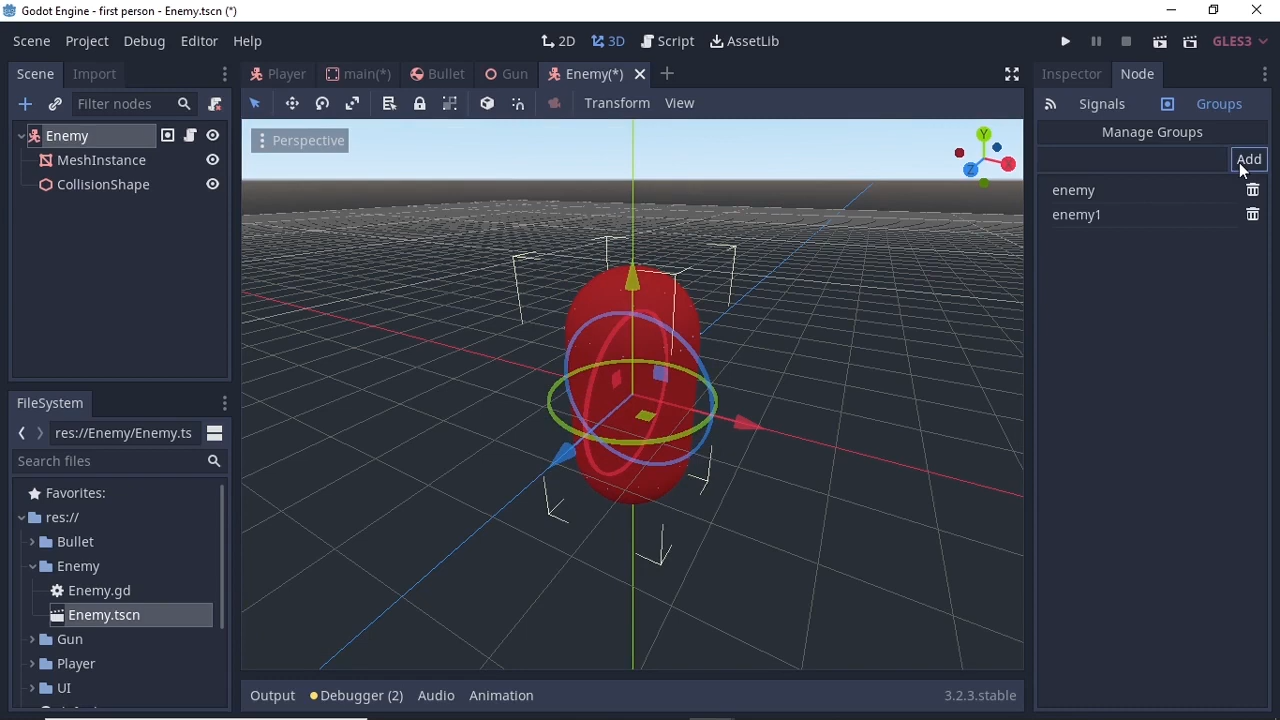 Godot Engine - first person - Enemy.tscn (*)
Scene Project Debug Editor Help
2D 3D Script AssetLib
GLES3
Scene Import
Player main(*) Bullet Gun Enemy(*)
Inspector Node
Filter nodes
Transform View
Signals Groups
Manage Groups
Add
enemy
enemy1
Enemy
MeshInstance
CollisionShape
Perspective
Y
X
Z
FileSystem
res://Enemy/Enemy.ts
Search files
Favorites:
res://
Bullet
Enemy
Enemy.gd
Enemy.tscn
Gun
Player
UI
Output Debugger (2) Audio Animation
3.2.3.stable